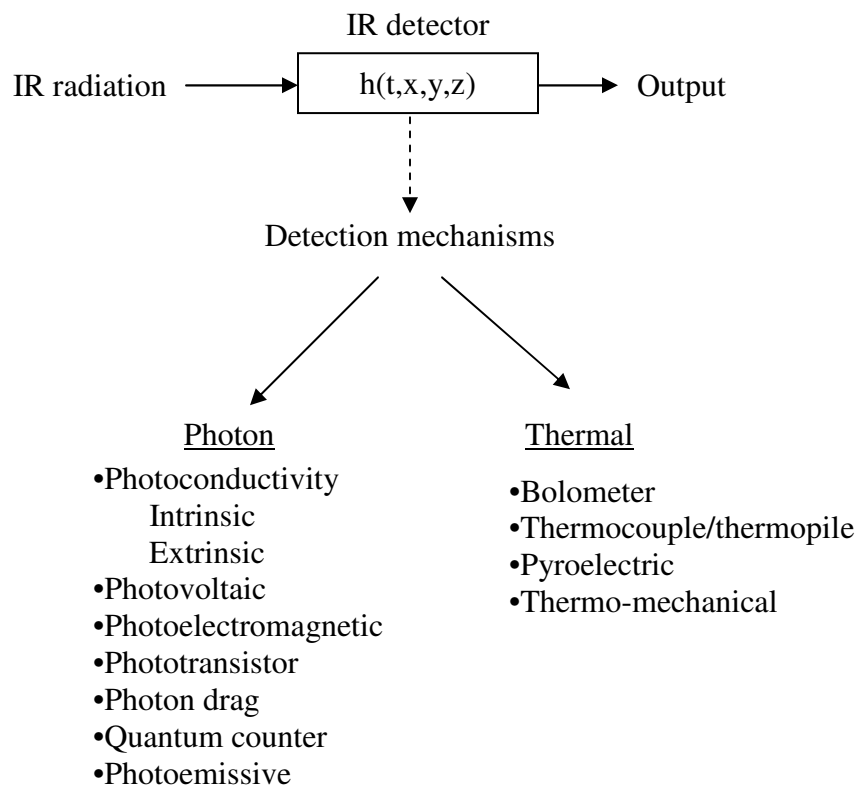 IR detector
IR radiation
h(t,x,y,z)
Output
Detection mechanisms
Photon
•Photoconductivity
Intrinsic
Extrinsic
•Photovoltaic
•Photoelectromagnetic
•Phototransistor
•Photon drag
•Quantum counter
•Photoemissive
Thermal
•Bolometer
•Thermocouple/thermopile
•Pyroelectric
•Thermo-mechanical